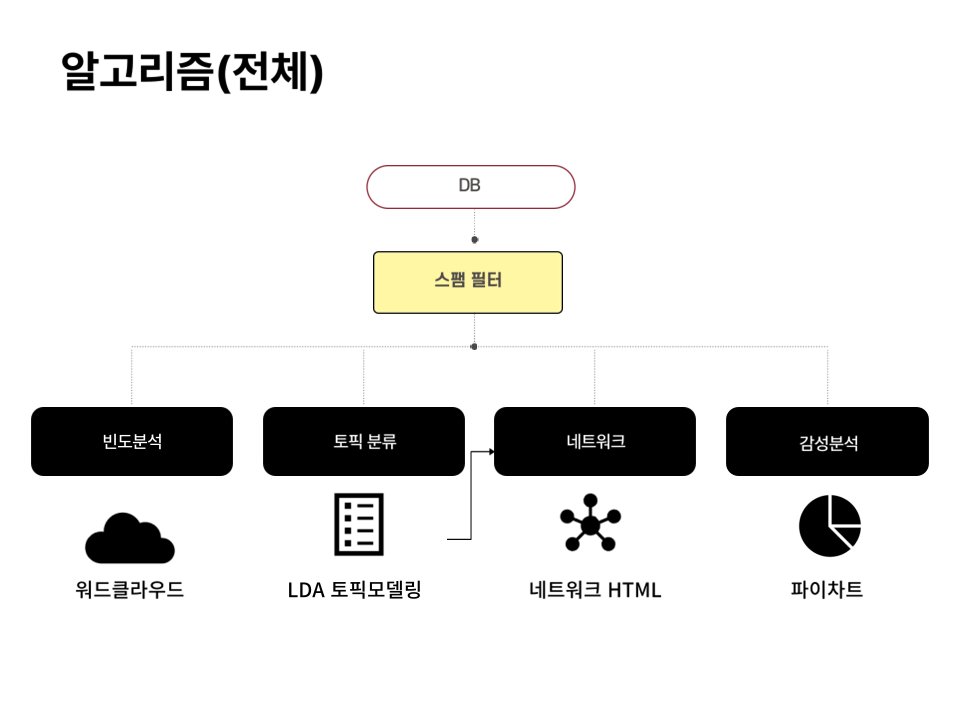 알고리즘(전체)
DB
스팸 필터
빈도분석
토픽 분류
네트워크
감성분석
워드클라우드
LDA 토픽모델링
네트워크 HTML
파이차트